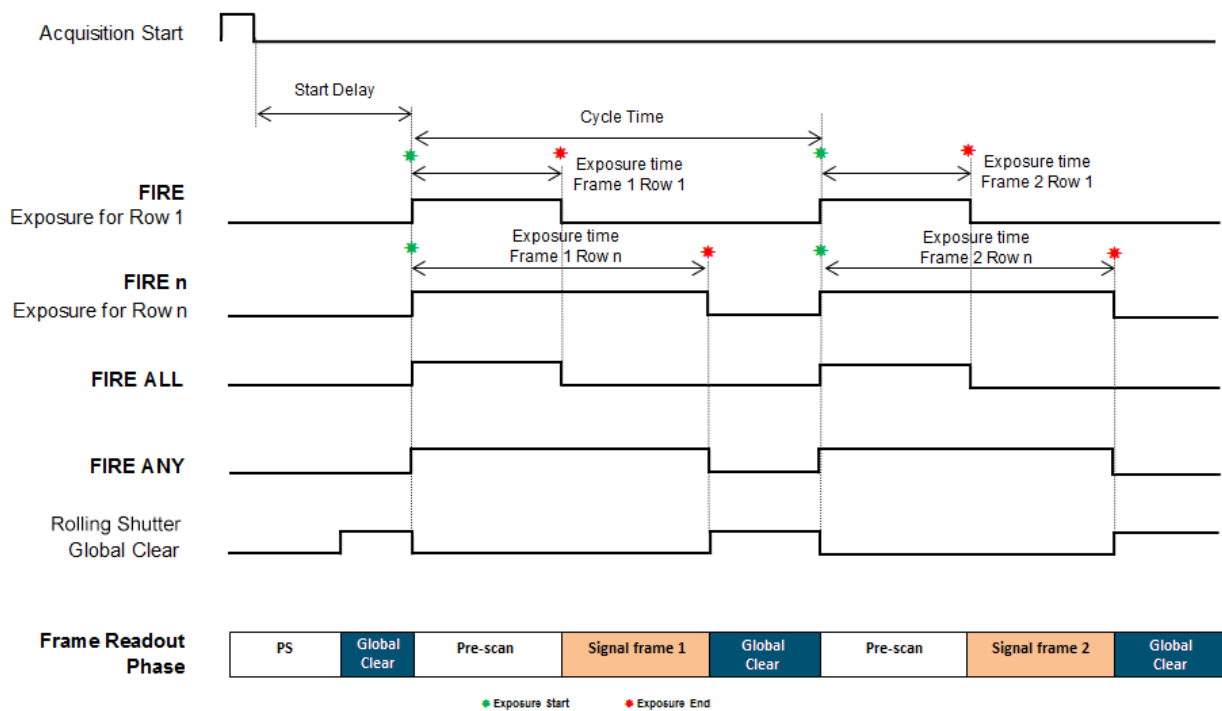 Acquisition Start
Start Delay
Cycle Time
Exposure time
Frame 1 Row 1
Exposure time
Frame 2 Row 1
FIRE
Exposure for Row 1
Exposure time
Frame 1 Row n
Exposure time
Frame 2 Row n
FIRE n
Exposure for Row n
FIRE ALL
FIRE ANY
Rolling Shutter
Global Clear
Frame Readout
Phase
PS
Global
Clear
Pre-scan
Signal frame 1
Global
Clear
Pre-scan
Signal frame 2
Global
Clear
Exposure Start
Exposure End